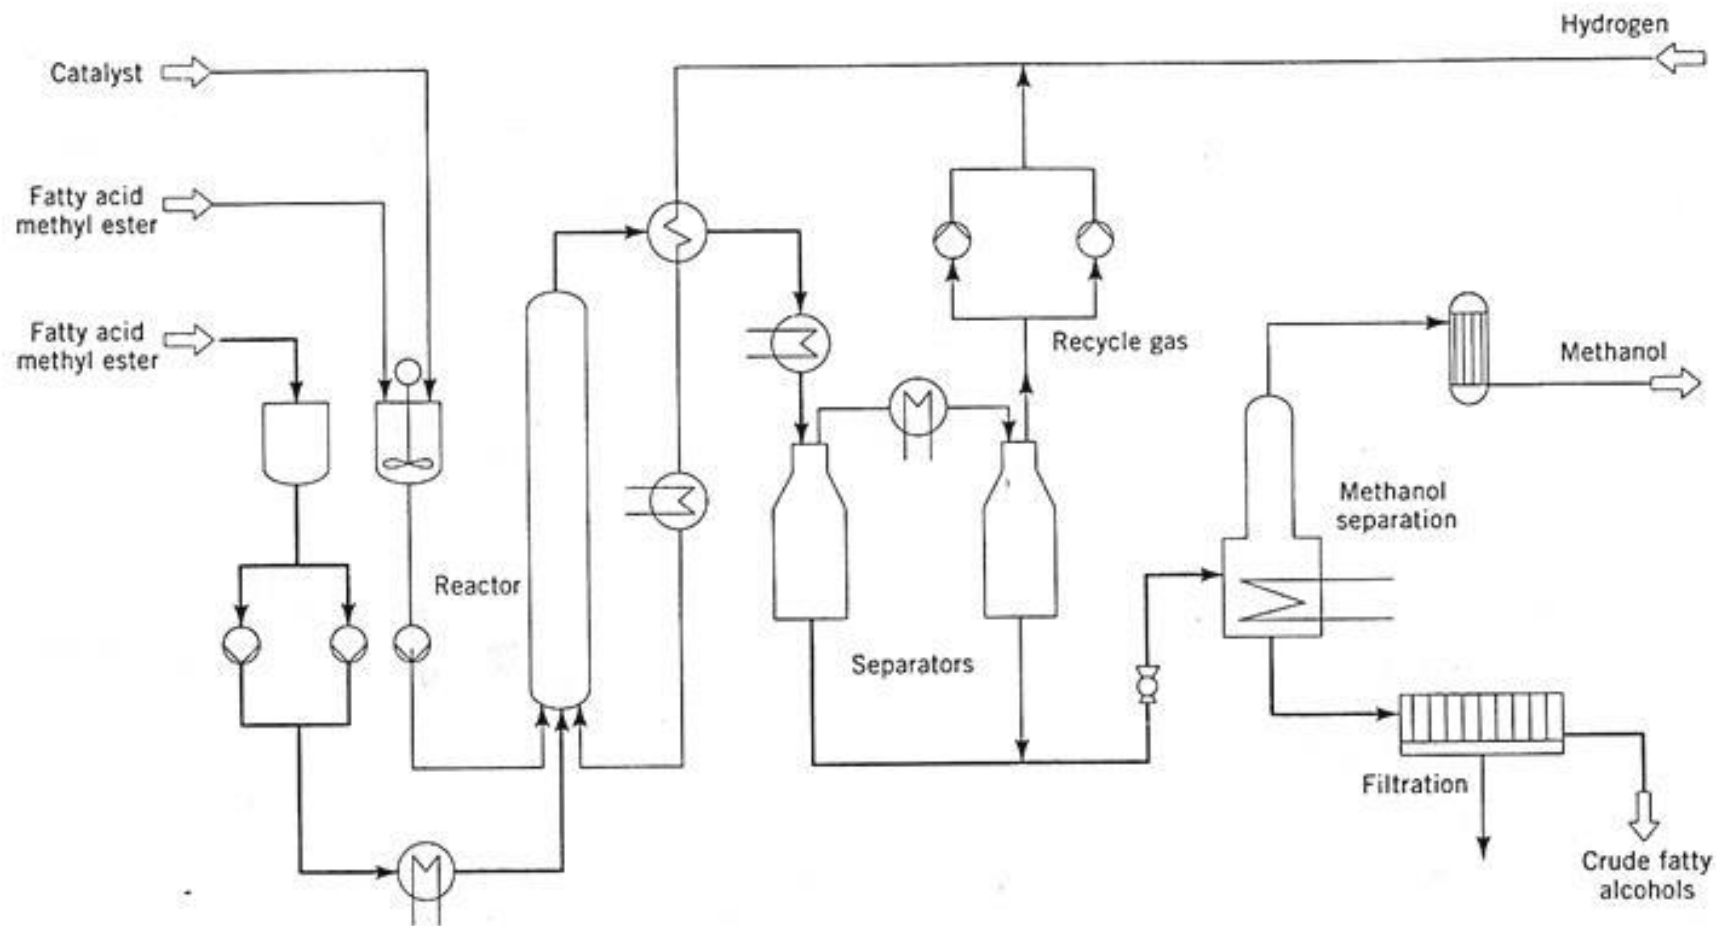 Hydrogen
Catalyst
Fatty acid
methyl ester
Fatty acid
methyl ester
Recycle gas
Methanol
Methanol
separation
Reactor
Separators
Filtration
Crude fatty
alcohols